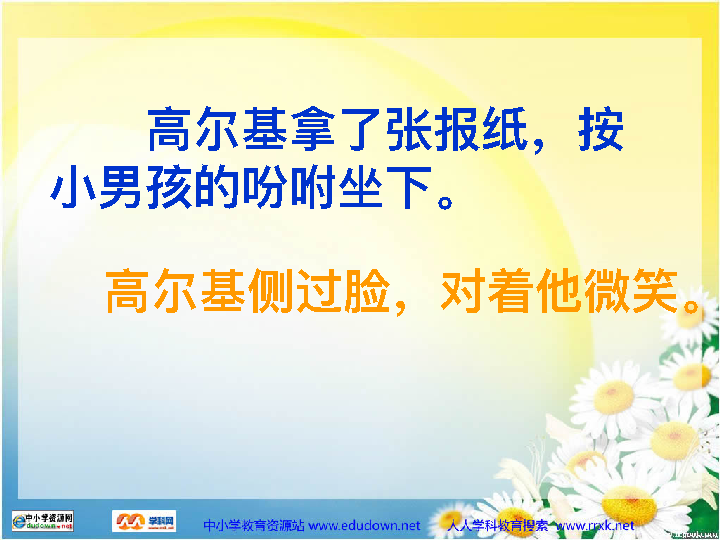 高尔基拿了张报纸，按
小男孩的吩咐坐下。
高尔基侧过脸，对着他微笑。
中小学资源网
edudown.net
学科网
中小学教育资源站 www.edudown.net 人人学科教育搜索 www.rrxk.net